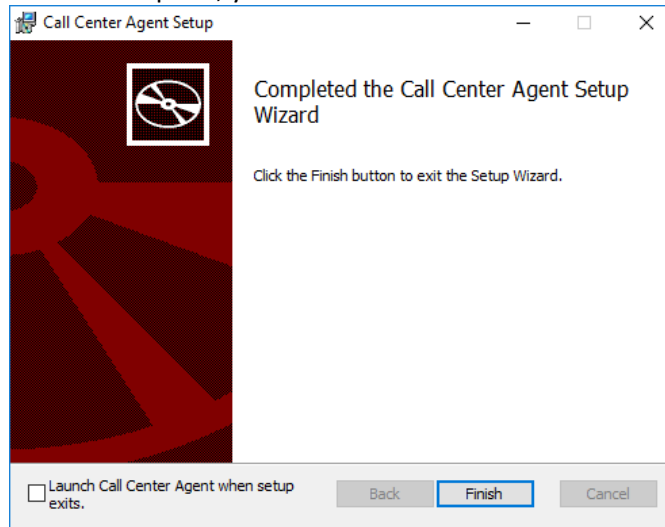 Call Center Agent Setup
Completed the Call Center Agent Setup
Wizard
Click the Finish button to exit the Setup Wizard.
Launch Call Center Agent when setup
exits.
Back
Finish
Cancel